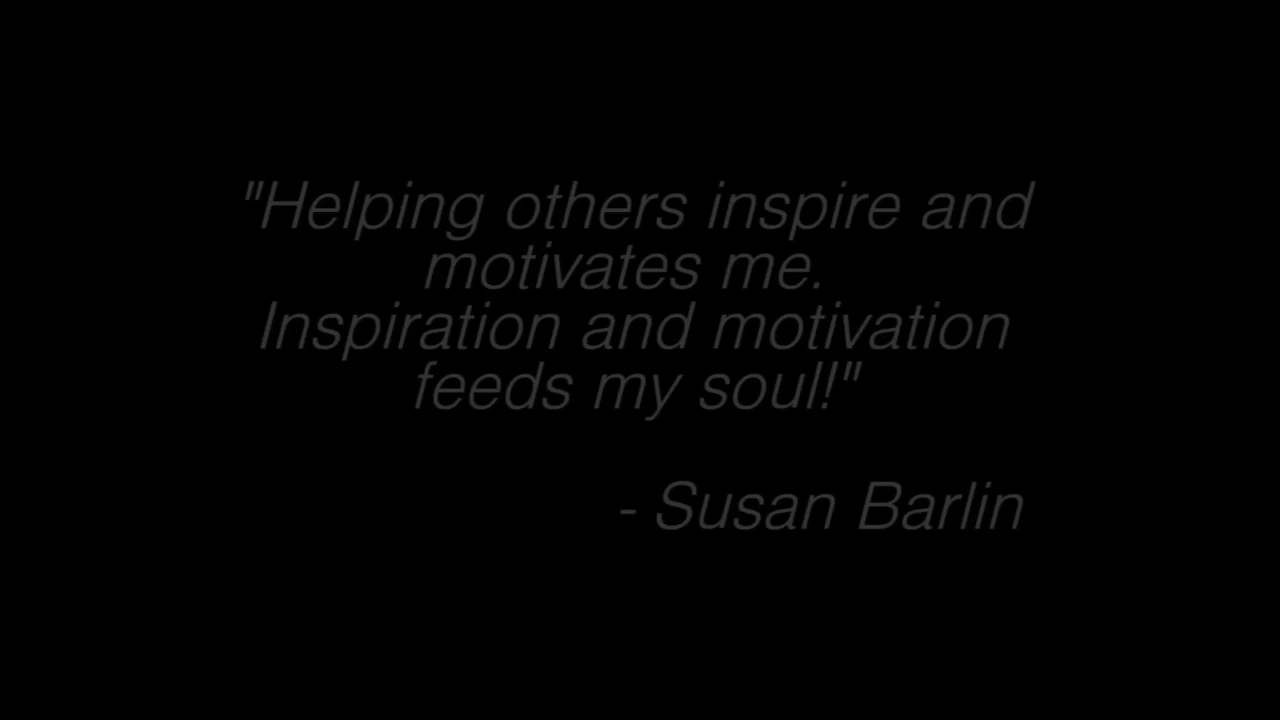 "Helping others inspire and
motivates me.
Inspiration and motivation
feeds my soul!"
- Susan Barlin